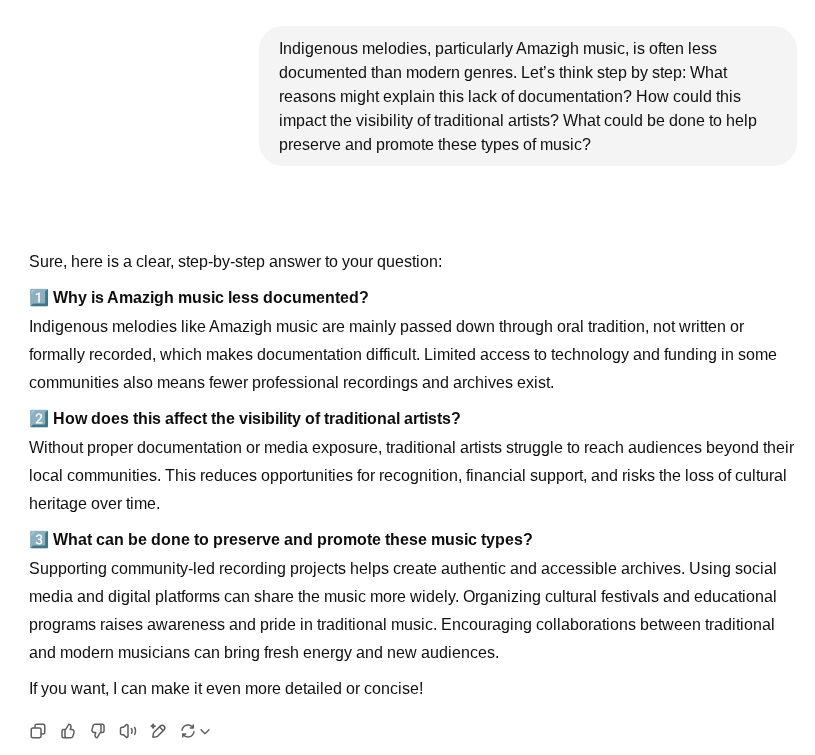 Indigenous melodies, particularly Amazigh music, is often less
documented than modern genres. Let’s think step by step: What
reasons might explain this lack of documentation? How could this
impact the visibility of traditional artists? What could be done to help
preserve and promote these types of music?
Sure, here is a clear, step-by-step answer to your question:
1️⃣ Why is Amazigh music less documented?
Indigenous melodies like Amazigh music are mainly passed down through oral tradition, not written or
formally recorded, which makes documentation difficult. Limited access to technology and funding in some
communities also means fewer professional recordings and archives exist.
2️⃣ How does this affect the visibility of traditional artists?
Without proper documentation or media exposure, traditional artists struggle to reach audiences beyond their
local communities. This reduces opportunities for recognition, financial support, and risks the loss of cultural
heritage over time.
3️⃣ What can be done to preserve and promote these music types?
Supporting community-led recording projects helps create authentic and accessible archives. Using social
media and digital platforms can share the music more widely. Organizing cultural festivals and educational
programs raises awareness and pride in traditional music. Encouraging collaborations between traditional
and modern musicians can bring fresh energy and new audiences.
If you want, I can make it even more detailed or concise!